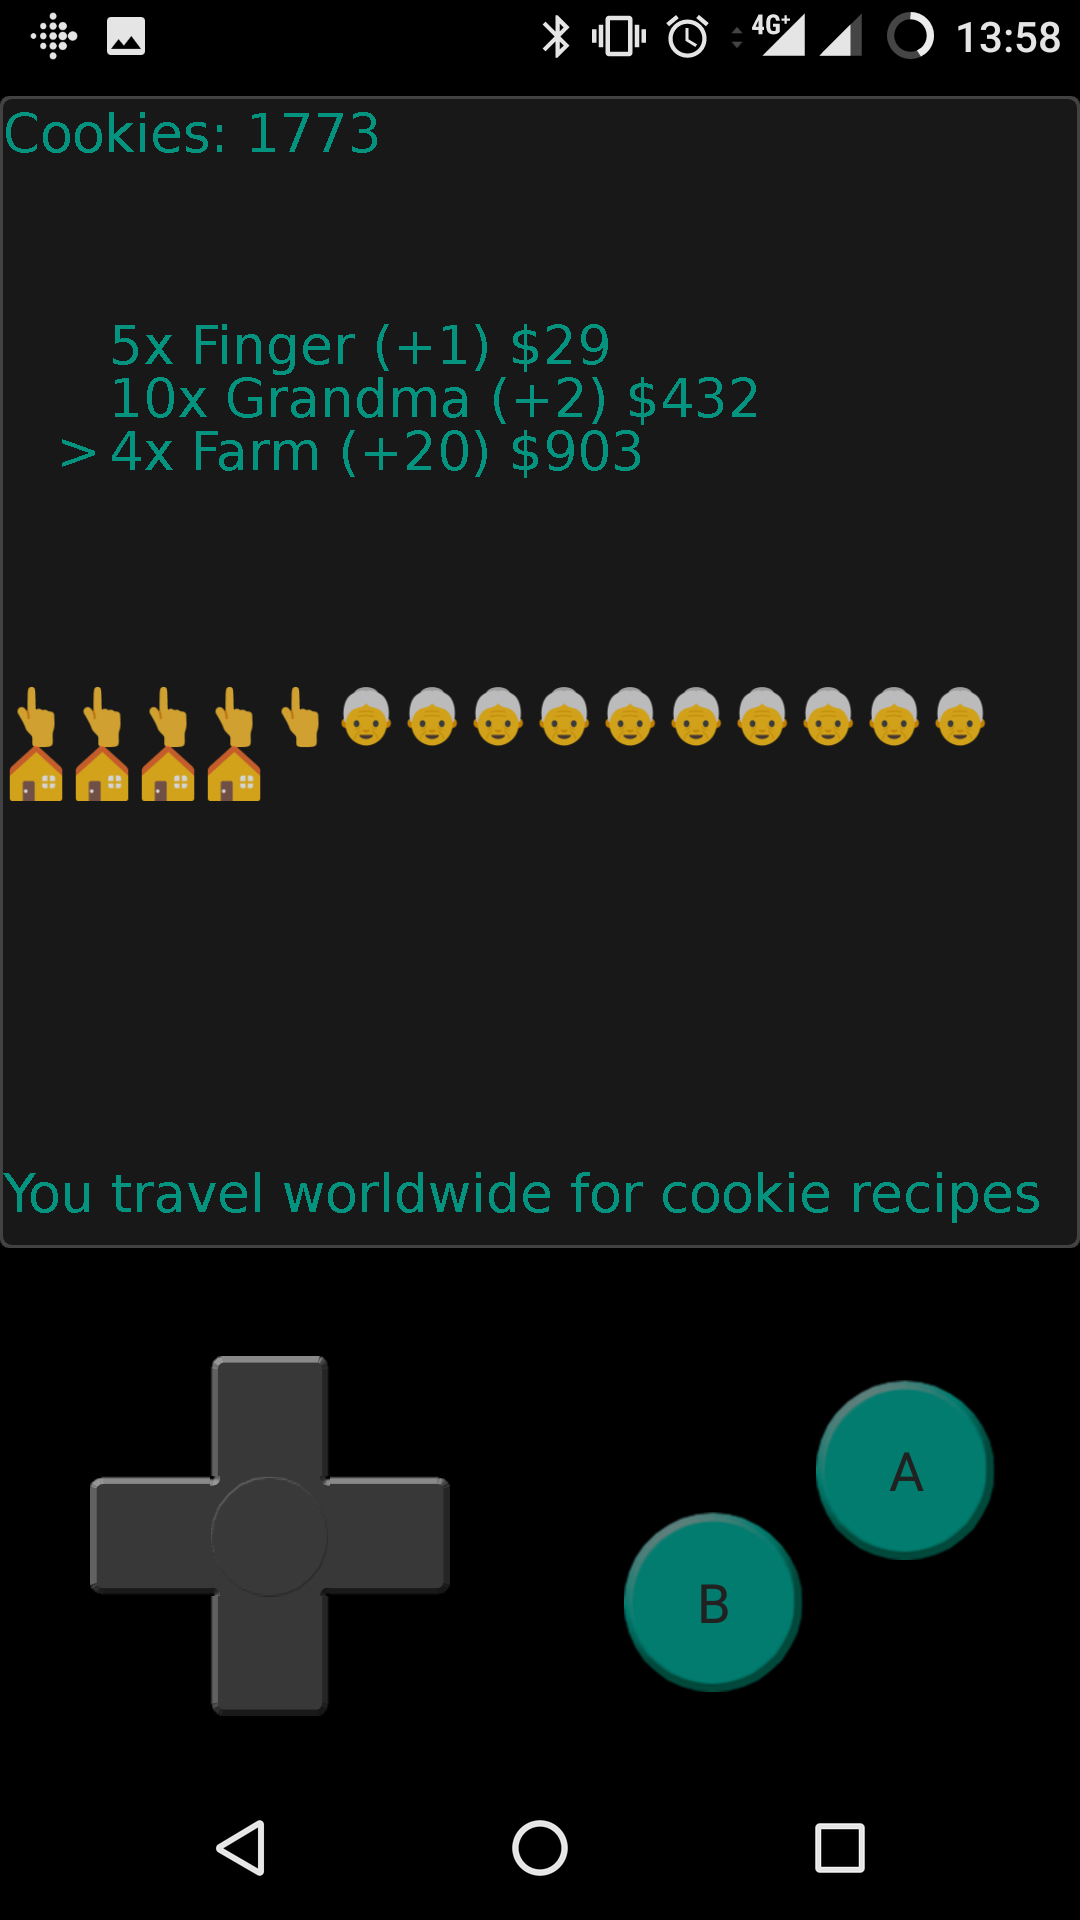 4G+ 13:58
Cookies: 1773
5x Finger (+1) $29
10x Grandma (+2) $432
> 4x Farm (+20) $903
You travel worldwide for cookie recipes
A
B